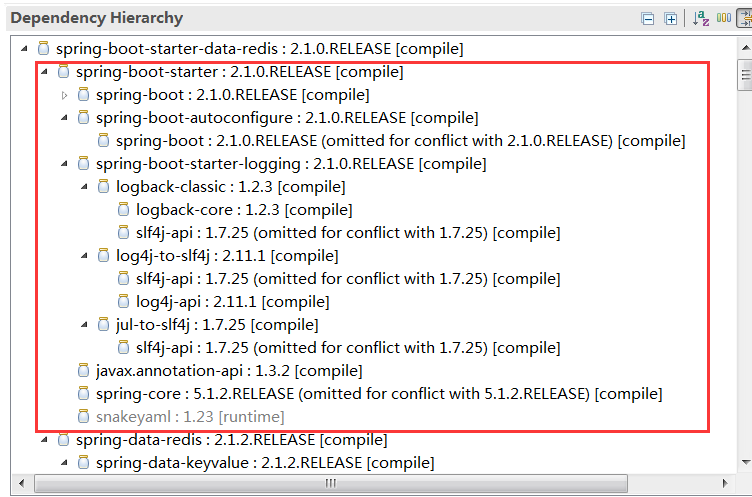 Dependency Hierarchy
spring-boot-starter-data-redis : 2.1.0.RELEASE [compile]
spring-boot-starter : 2.1.0.RELEASE [compile]
spring-boot : 2.1.0.RELEASE [compile]
spring-boot-autoconfigure : 2.1.0.RELEASE [compile]
spring-boot : 2.1.0.RELEASE (omitted for conflict with 2.1.0.RELEASE) [compile]
spring-boot-starter-logging : 2.1.0.RELEASE [compile]
logback-classic : 1.2.3 [compile]
logback-core : 1.2.3 [compile]
slf4j-api : 1.7.25 (omitted for conflict with 1.7.25) [compile]
log4j-to-slf4j : 2.11.1 [compile]
slf4j-api : 1.7.25 (omitted for conflict with 1.7.25) [compile]
log4j-api : 2.11.1 [compile]
jul-to-slf4j : 1.7.25 [compile]
slf4j-api : 1.7.25 (omitted for conflict with 1.7.25) [compile]
javax.annotation-api : 1.3.2 [compile]
spring-core : 5.1.2.RELEASE (omitted for conflict with 5.1.2.RELEASE) [compile]
snakeyaml : 1.23 [runtime]
spring-data-redis : 2.1.2.RELEASE [compile]
spring-data-keyvalue : 2.1.2.RELEASE [compile]